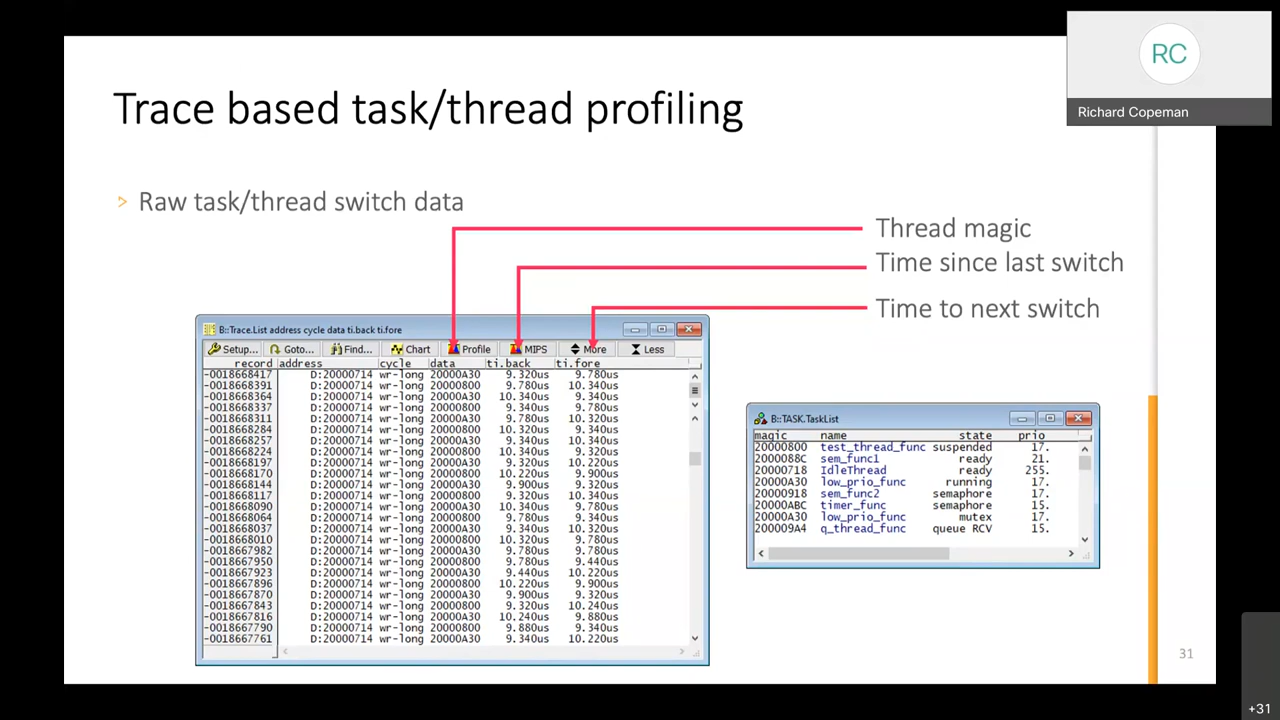 RC
Richard Copeman
Trace based task/thread profiling
Raw task/thread switch data
Thread magic
Time since last switch
Time to next switch
B::Trace.List address cycle data ti.back ti.fore
Setup... Goto... Find... Chart Profile MIPS More Less
record address cycle data ti.back ti.fore
-0018668417 D:20000714 wr-long 20000A30 9.320us 9.780us
-0018668391 D:20000714 wr-long 20000800 9.780us 10.340us
-0018668364 D:20000714 wr-long 20000A30 10.340us 9.340us
-0018668337 D:20000714 wr-long 20000800 9.340us 9.780us
-0018668311 D:20000714 wr-long 20000A30 9.780us 10.320us
-0018668284 D:20000714 wr-long 20000800 10.320us 9.340us
-0018668257 D:20000714 wr-long 20000A30 9.340us 10.340us
-0018668224 D:20000714 wr-long 20000800 10.340us 9.320us
-0018668197 D:20000714 wr-long 20000A30 9.320us 10.220us
-0018668170 D:20000714 wr-long 20000800 10.220us 9.900us
-0018668144 D:20000714 wr-long 20000A30 9.900us 9.320us
-0018668117 D:20000714 wr-long 20000800 9.320us 10.340us
-0018668090 D:20000714 wr-long 20000A30 10.340us 9.780us
-0018668064 D:20000714 wr-long 20000800 9.780us 9.340us
-0018668037 D:20000714 wr-long 20000A30 9.340us 10.320us
-0018668010 D:20000714 wr-long 20000800 10.320us 9.780us
-0018667982 D:20000714 wr-long 20000A30 9.780us 9.780us
-0018667950 D:20000714 wr-long 20000800 9.780us 9.440us
-0018667923 D:20000714 wr-long 20000A30 9.440us 10.220us
-0018667896 D:20000714 wr-long 20000800 10.220us 9.900us
-0018667870 D:20000714 wr-long 20000A30 9.900us 9.320us
-0018667843 D:20000714 wr-long 20000800 9.320us 10.240us
-0018667816 D:20000714 wr-long 20000A30 10.240us 9.880us
-0018667790 D:20000714 wr-long 20000800 9.880us 9.340us
-0018667761 D:20000714 wr-long 20000A30 9.340us 10.220us
B::TASK.TaskList
magic name state prio
20000800 test_thread_func suspended 17.
2000088C sem_func1 ready 21.
20000718 IdleThread ready 255.
20000A30 low_prio_func running 17.
20000918 sem_func2 semaphore 17.
20000ABC timer_func semaphore 15.
20000A30 low_prio_func mutex 17.
200009A4 q_thread_func queue RCV 15.
31
+31